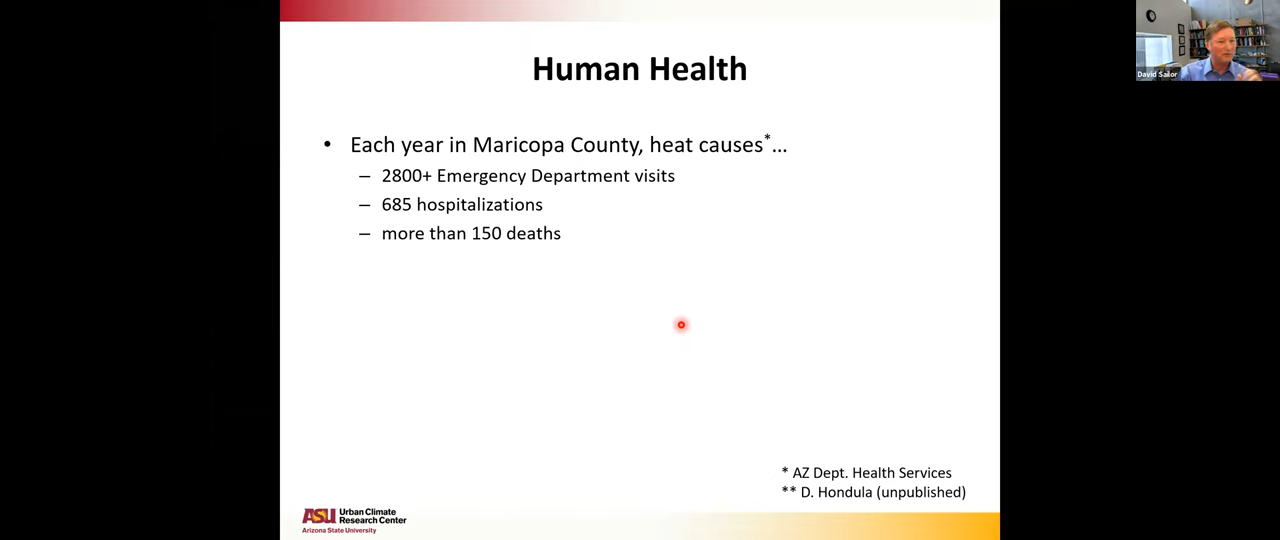 Human Health
• Each year in Maricopa County, heat causes*…
– 2800+ Emergency Department visits
– 685 hospitalizations
– more than 150 deaths
* AZ Dept. Health Services
** D. Hondula (unpublished)
ASU Urban Climate
Research Center
Arizona State University
David Sailor